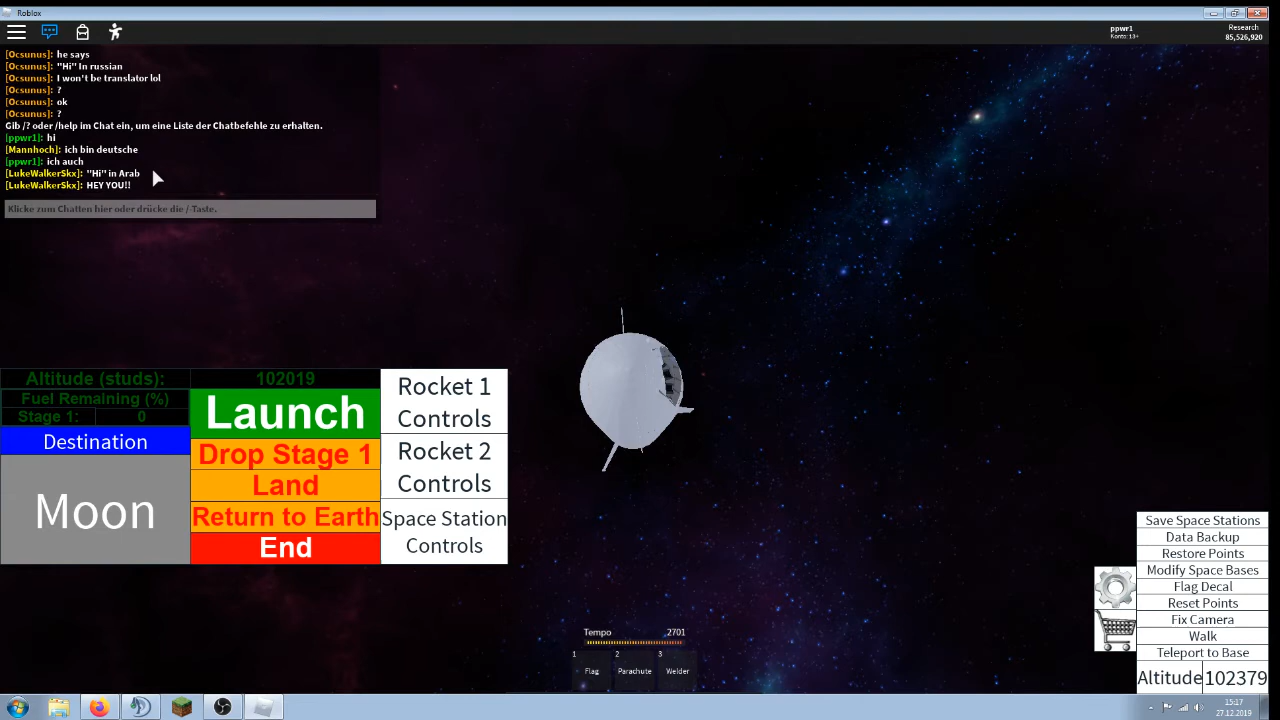 Roblox
ppwr1
Konto: 13+
Research
85,526,920
[Ocsunus]: he says
[Ocsunus]: "Hi" In russian
[Ocsunus]: I won't be translator lol
[Ocsunus]: ?
[Ocsunus]: ok
[Ocsunus]: ?
Gib /? oder /help im Chat ein, um eine Liste der Chatbefehle zu erhalten.
[ppwr1]: hi
[Mannhoch]: ich bin deutsche
[ppwr1]: ich auch
[LukeWalkerSkx]: "Hi" in Arab
[LukeWalkerSkx]: HEY YOU!!
Klicke zum Chatten hier oder drücke die /-Taste.
Altitude (studs): 102019
Fuel Remaining (%)
Stage 1: 0
Destination
Moon
Launch
Drop Stage 1
Land
Return to Earth
End
Rocket 1
Controls
Rocket 2
Controls
Space Station
Controls
Tempo 2701
1 2 3
Flag Parachute Welder
Save Space Stations
Data Backup
Restore Points
Modify Space Bases
Flag Decal
Reset Points
Fix Camera
Walk
Teleport to Base
Altitude 102379
15:17
27.12.2019